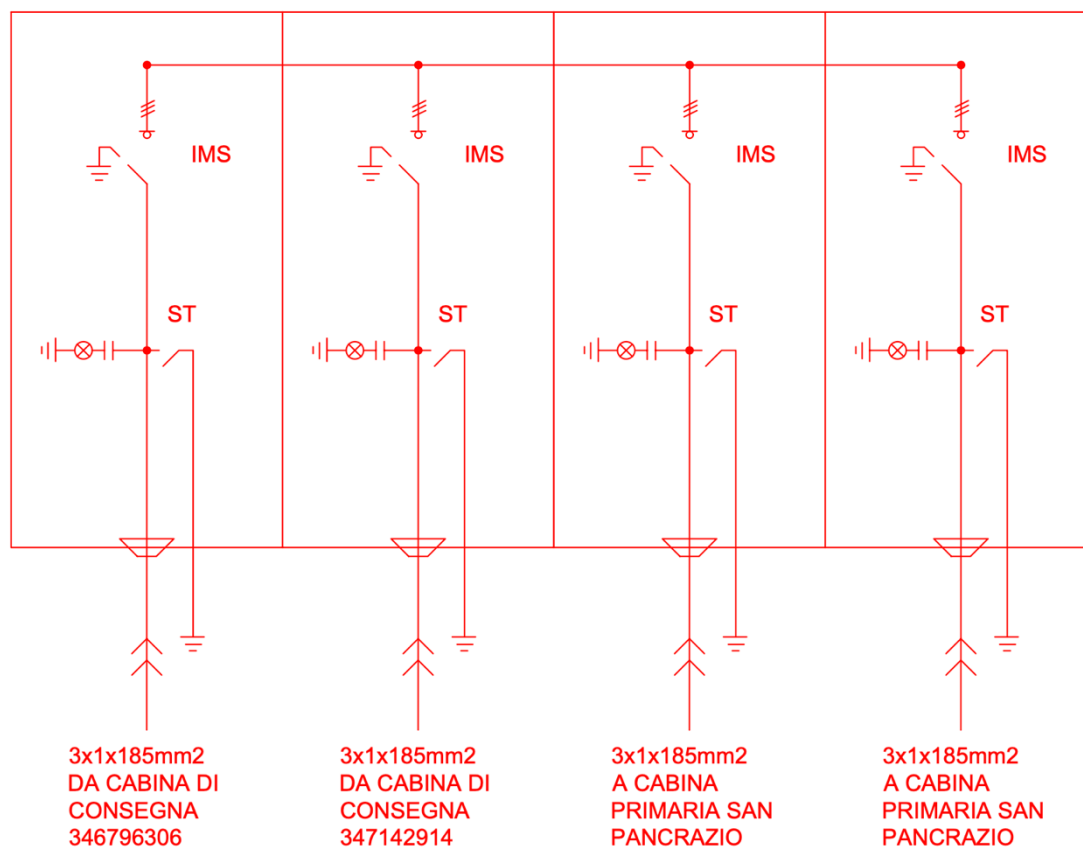 IMS
IMS
IMS
IMS
ST
ST
ST
ST
3x1x185mm2
DA CABINA DI
CONSEGNA
346796306
3x1x185mm2
DA CABINA DI
CONSEGNA
347142914
3x1x185mm2
A CABINA
PRIMARIA SAN
PANCRAZIO
3x1x185mm2
A CABINA
PRIMARIA SAN
PANCRAZIO